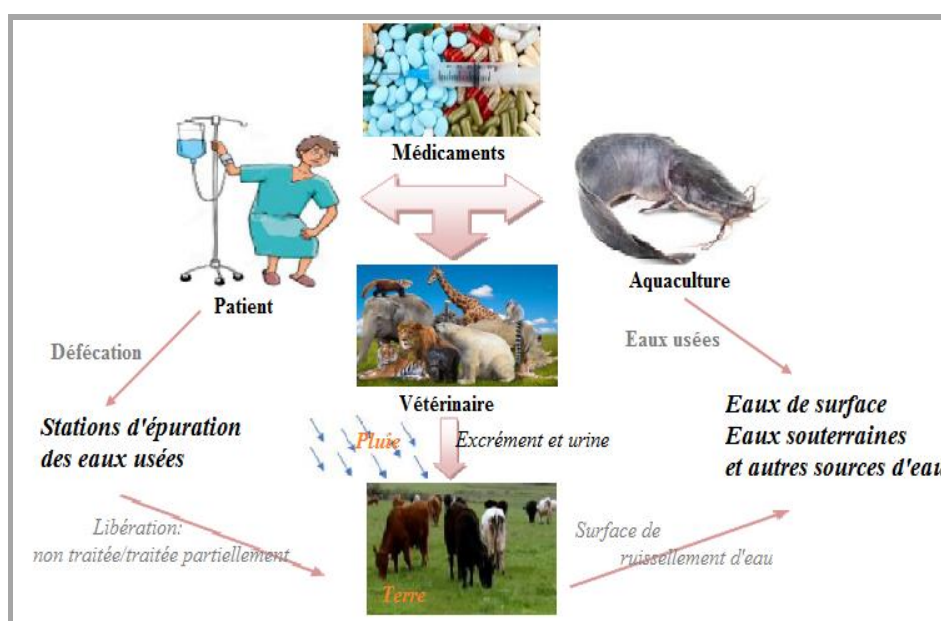 Médicaments
Patient
Aquaculture
Défécation
Eaux usées
Vétérinaire
Stations d'épuration
des eaux usées
Pluie
Excrément et urine
Eaux de surface
Eaux souterraines
et autres sources d'eau
Libération:
non traitée/traitée partiellement
Surface de
ruissellement d'eau
Terre